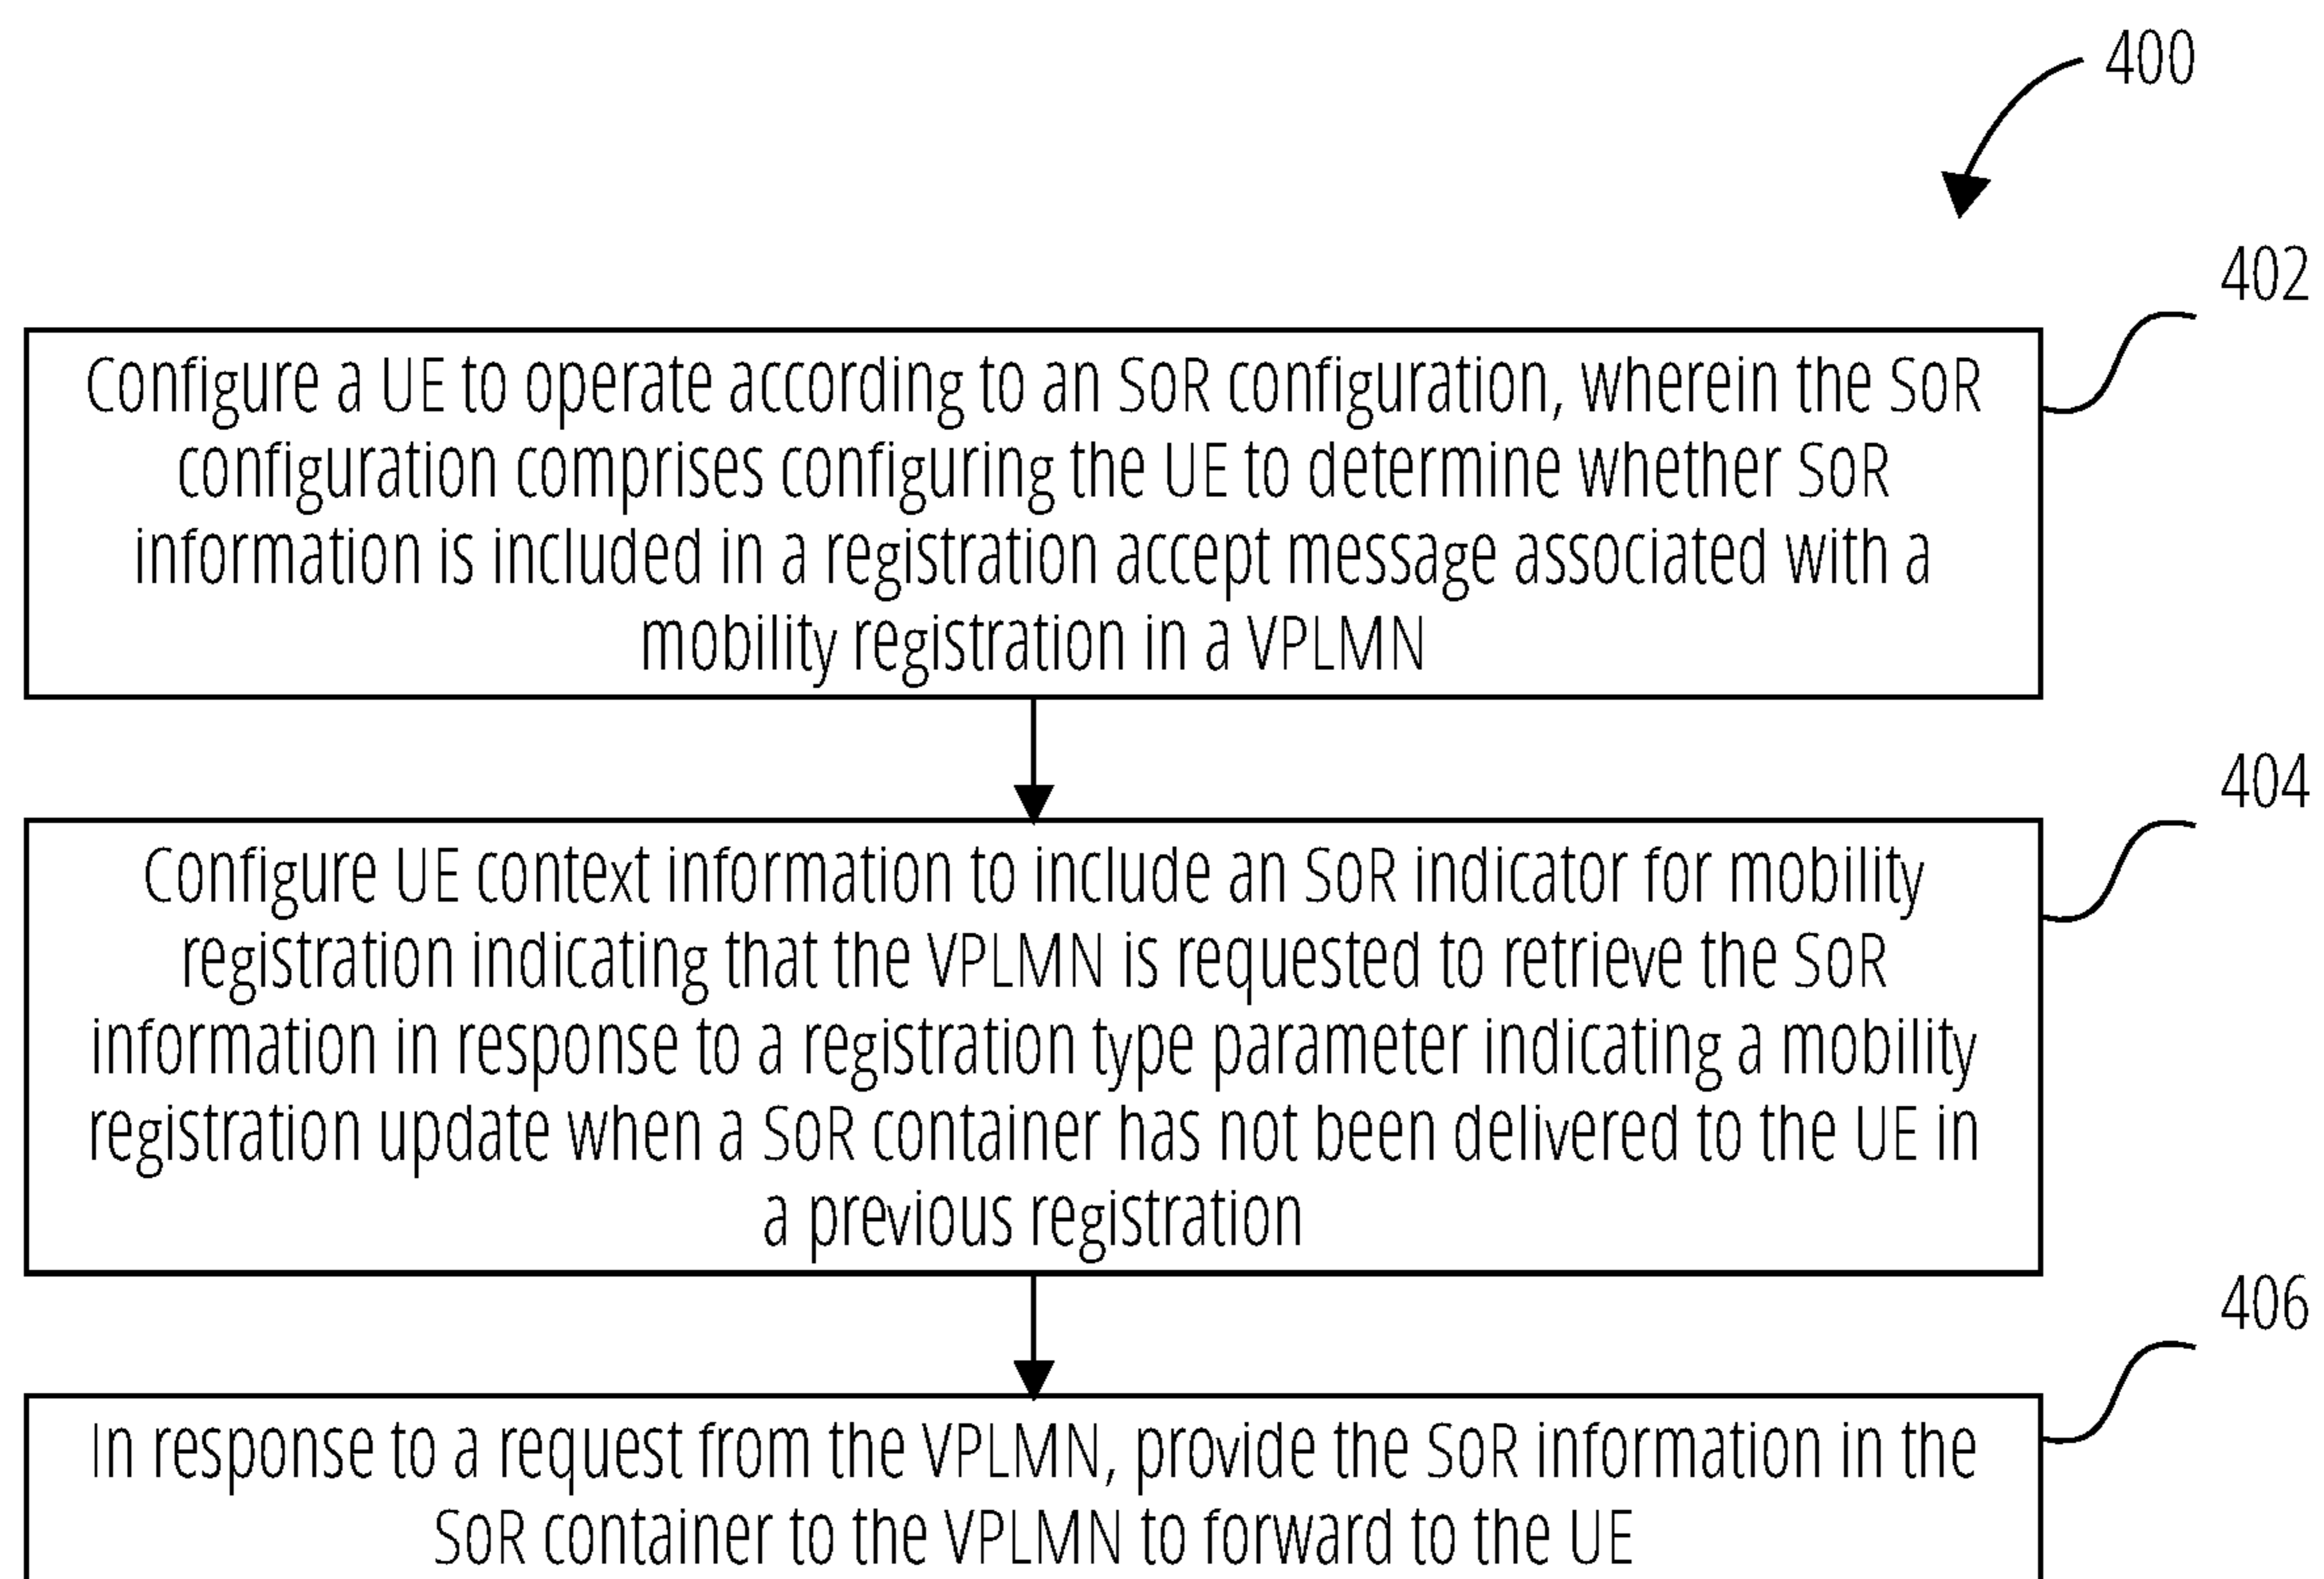 400
402
Configure a UE to operate according to an SoR configuration, wherein the SoR
configuration comprises configuring the UE to determine whether SoR
information is included in a registration accept message associated with a
mobility registration in a VPLMN
404
Configure UE context information to include an SoR indicator for mobility
registration indicating that the VPLMN is requested to retrieve the SoR
information in response to a registration type parameter indicating a mobility
registration update when a SoR container has not been delivered to the UE in
a previous registration
406
In response to a request from the VPLMN, provide the SoR information in the
SoR container to the VPLMN to forward to the UE